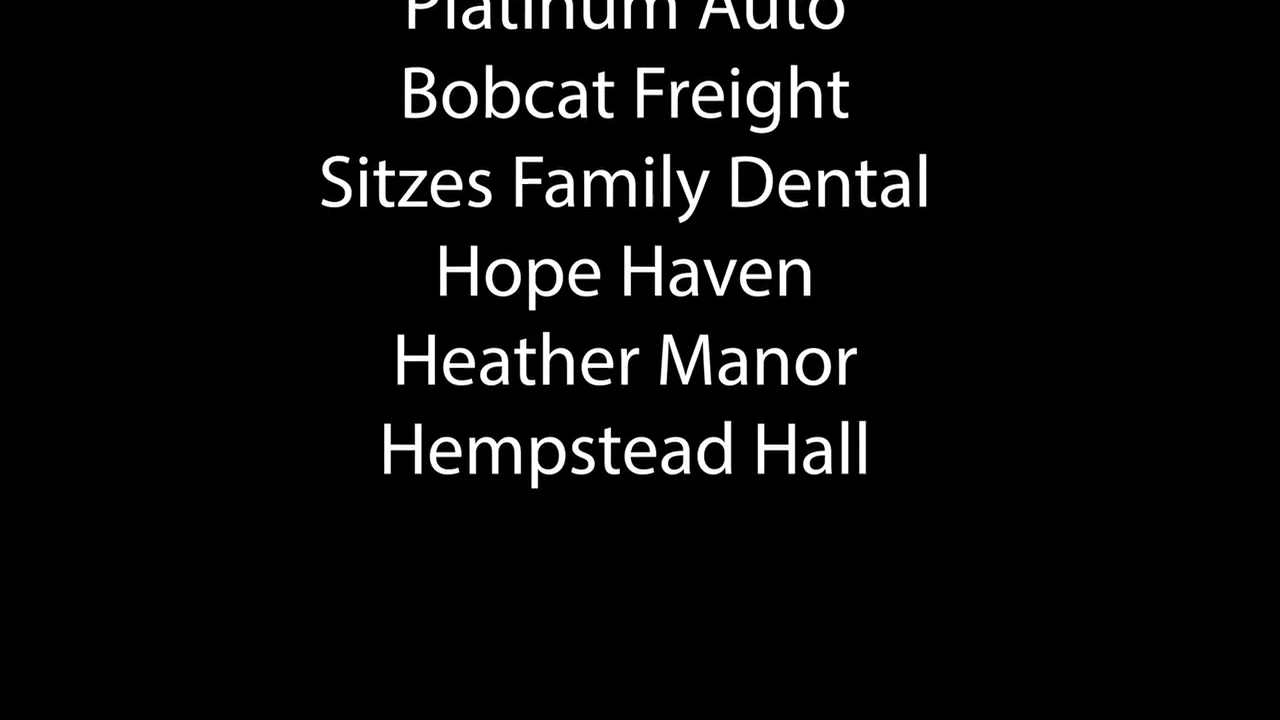 Platinum Auto
Bobcat Freight
Sitzes Family Dental
Hope Haven
Heather Manor
Hempstead Hall